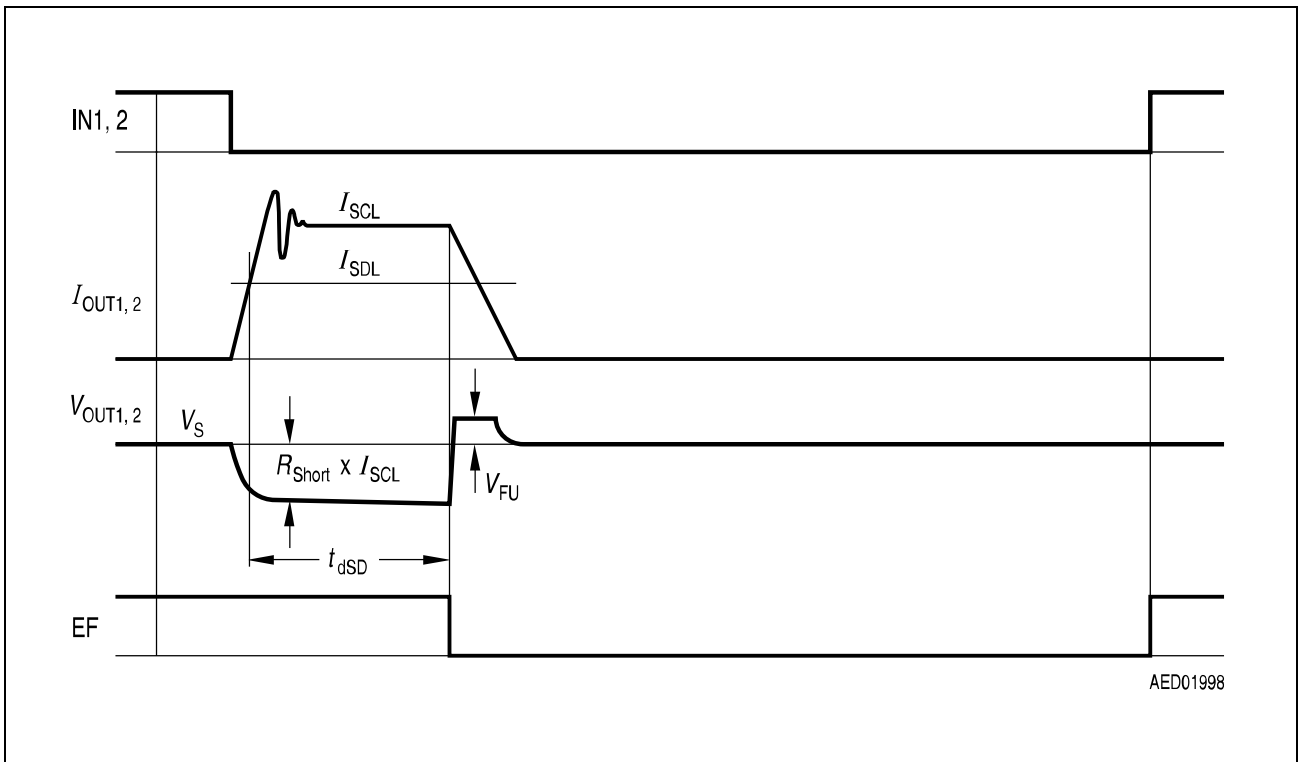 IN1, 2
I_SCL
I_SDL
I_OUT1, 2
V_OUT1, 2
V_S
R_Short x I_SCL
V_FU
t_dSD
EF
AED01998